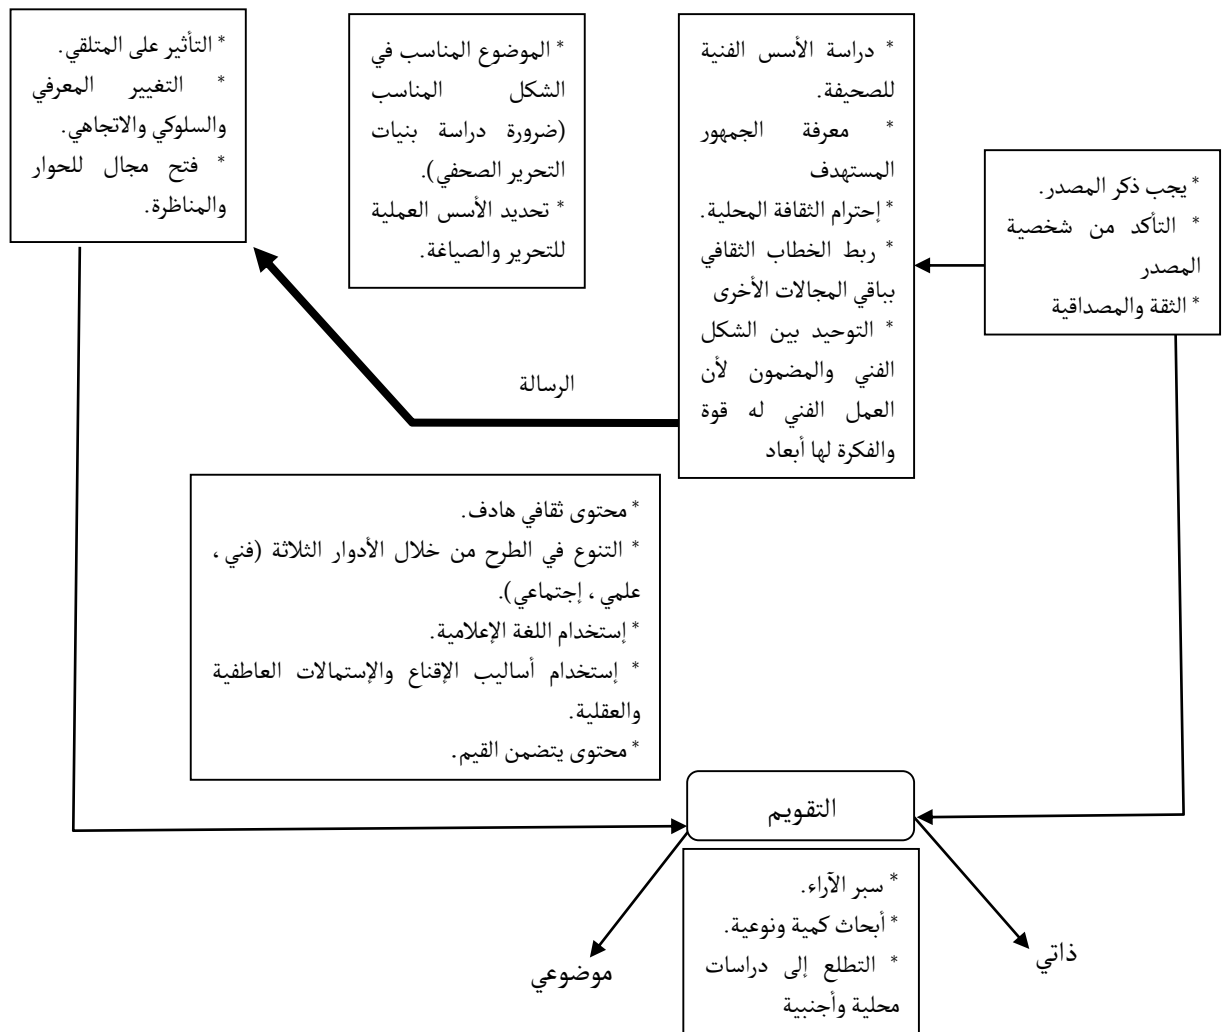 * يجب ذكر المصدر.
* التأكد من شخصية
المصدر
* الثقة والمصداقية
* دراسة الأسس الفنية
للصحيفة.
* معرفة الجمهور
المستهدف
* إحترام الثقافة المحلية.
* ربط الخطاب الثقافي
بباقي المجالات الأخرى
* التوحيد بين الشكل
الفني والمضمون لأن
العمل الفني له قوة
والفكرة لها أبعاد
* الموضوع المناسب في
الشكل المناسب
(ضرورة دراسة بنيات
التحرير الصحفي).
* تحديد الأسس العملية
للتحرير والصياغة.
* التأثير على المتلقي.
* التغيير المعرفي
والسلوكي والاتجاهي.
* فتح مجال للحوار
والمناظرة.
الرسالة
* محتوى ثقافي هادف.
* التنوع في الطرح من خلال الأدوار الثلاثة (فني ،
علمي ، إجتماعي).
* إستخدام اللغة الإعلامية.
* إستخدام أساليب الإقناع والإستمالات العاطفية
والعقلية.
* محتوى يتضمن القيم.
التقويم
* سبر الآراء.
* أبحاث كمية ونوعية.
* التطلع إلى دراسات
محلية وأجنبية
ذاتي
موضوعي